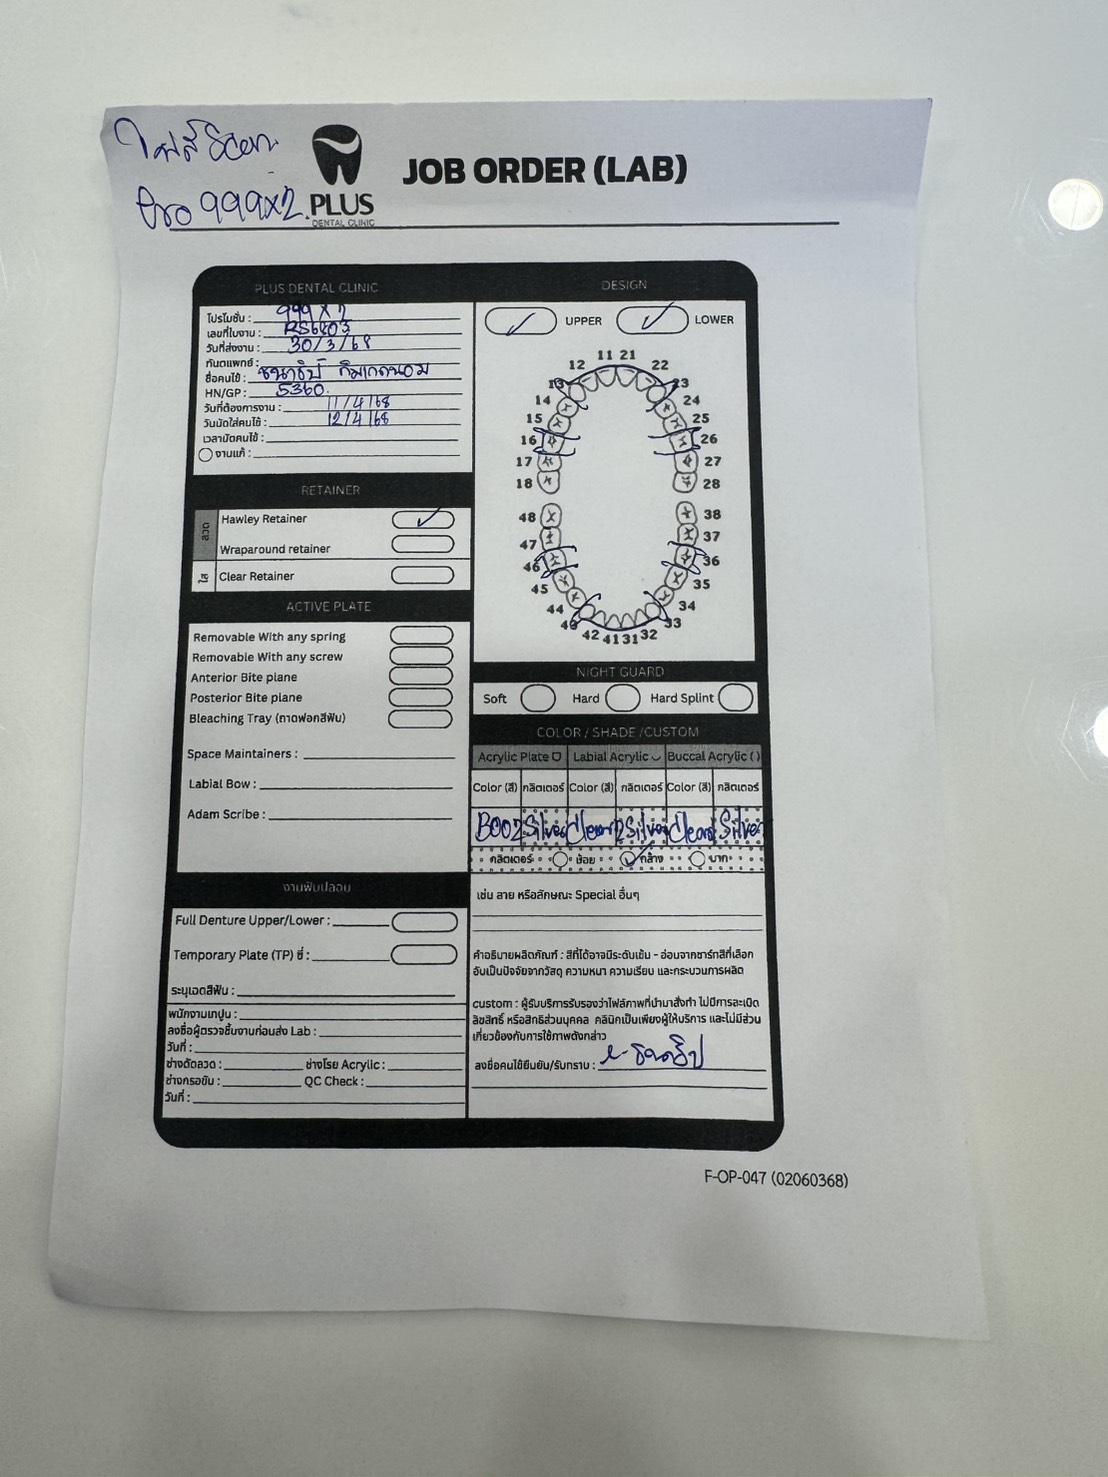 ไฟล์ Scan
Pro 999x2
PLUS
DENTAL CLINIC
JOB ORDER (LAB)
PLUS DENTAL CLINIC
โปรโมชั่น : 999 x 2
เลขที่ใบงาน : RS6803
วันที่ส่งงาน : 30/3/68
ทันตแพทย์ :
ชื่อคนไข้ : ธนาธิป
HN/GP : 5360
วันที่ต้องการงาน : 11/4/68
วันนัดใส่คนไข้ : 12/4/68
เวลานัดคนไข้ :
งานแก้ :
RETAINER
ลวด
Hawley Retainer
Wraparound retainer
ใส
Clear Retainer
ACTIVE PLATE
Removable With any spring
Removable With any screw
Anterior Bite plane
Posterior Bite plane
Bleaching Tray (ถาดฟอกสีฟัน)
Space Maintainers :
Labial Bow :
Adam Scribe :
งานฟันปลอม
Full Denture Upper/Lower :
Temporary Plate (TP) ซี่ :
ระบุเฉดสีฟัน :
พนักงานเทปูน :
ลงชื่อผู้ตรวจชิ้นงานก่อนส่ง Lab :
วันที่ :
ช่างดัดลวด : ช่างโรย Acrylic :
ช่างกรอขัด : QC Check :
วันที่ :
DESIGN
UPPER LOWER
11 21
12 22
13 23
14 24
15 25
16 26
17 27
18 28
48 38
47 37
46 36
45 35
44 34
43 33
42 41 31 32
NIGHT GUARD
Soft Hard Hard Splint
COLOR / SHADE /CUSTOM
Acrylic Plate Labial Acrylic Buccal Acrylic ( )
Color (สี) กลิตเตอร์ Color (สี) กลิตเตอร์ Color (สี) กลิตเตอร์
B002 Silver Clear Silver Clear Silver
กลิตเตอร์ น้อย กลาง มาก
เช่น ลาย หรือลักษณะ Special อื่นๆ
คำอธิบายผลิตภัณฑ์ : สีที่ได้อาจมีระดับเข้ม - อ่อนจากชาร์ทสีที่เลือก
อันเป็นปัจจัยจากวัสดุ ความหนา ความเรียบ และกระบวนการผลิต
custom : ผู้รับบริการรับรองว่าไฟล์ภาพที่นำมาสั่งทำ ไม่มีการละเมิด
ลิขสิทธิ์ หรือสิทธิส่วนบุคคล คลินิกเป็นเพียงผู้ให้บริการ และไม่มีส่วน
เกี่ยวข้องกับการใช้ภาพดังกล่าว
ลงชื่อคนไข้ยืนยัน/รับทราบ :
F-OP-047 (02060368)